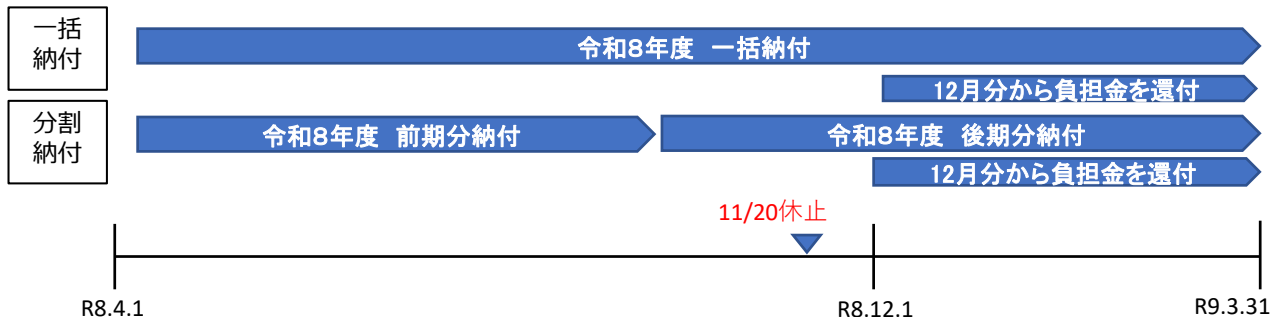 一括
納付
令和８年度　一括納付
12月分から負担金を還付
分割
納付
令和８年度　前期分納付
令和８年度　後期分納付
12月分から負担金を還付
11/20休止
R8.4.1
R8.12.1
R9.3.31